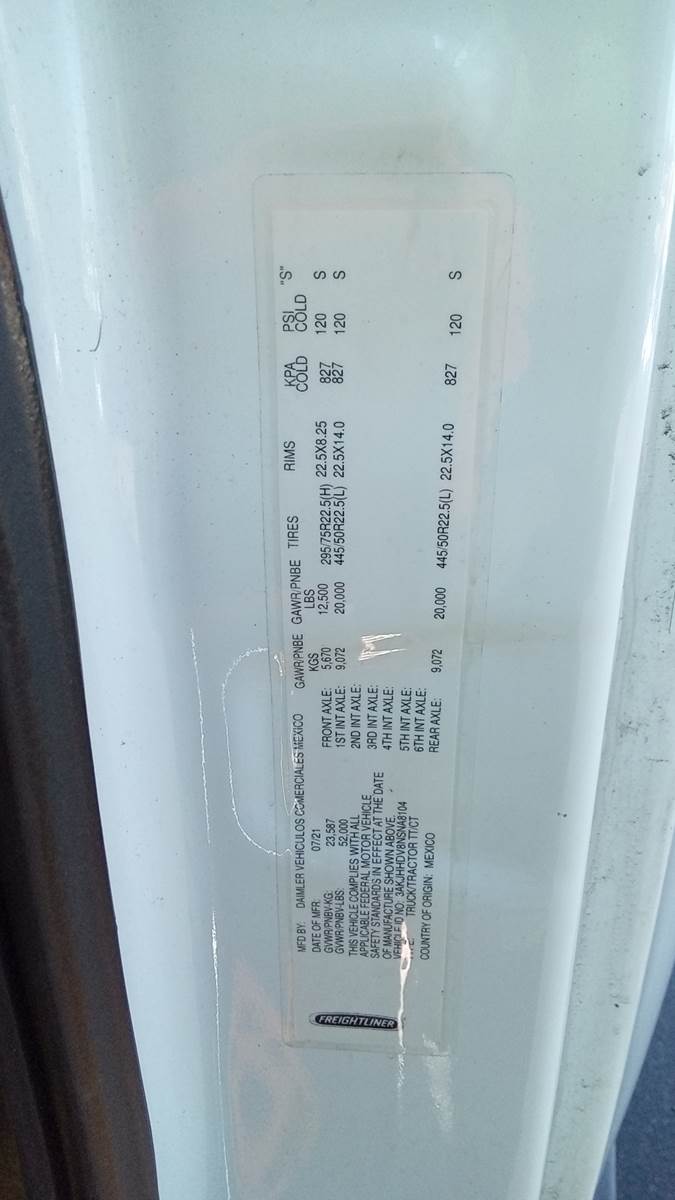 FREIGHTLINER
MFD BY: DAIMLER VEHICULOS COMERCIALES MEXICO
DATE OF MFR: 07/21
GVWR/PNBV-KG: 23,587
GVWR/PNBV-LBS: 52,000
THIS VEHICLE COMPLIES WITH ALL
APPLICABLE FEDERAL MOTOR VEHICLE
SAFETY STANDARDS IN EFFECT AT THE DATE
OF MANUFACTURE SHOWN ABOVE.
VEHICLE ID NO: 3AKJHHDV8NSNA8104
TRUCK/TRACTOR TT/CT
COUNTRY OF ORIGIN: MEXICO
GAWR/PNBE GAWR/PNBE TIRES RIMS KPA PSI "S"
KGS LBS COLD COLD
FRONT AXLE: 5,670 12,500 295/75R22.5(H) 22.5X8.25 827 120 S
1ST INT AXLE: 9,072 20,000 445/50R22.5(L) 22.5X14.0 827 120 S
2ND INT AXLE:
3RD INT AXLE:
4TH INT AXLE:
5TH INT AXLE:
6TH INT AXLE:
REAR AXLE: 9,072 20,000 445/50R22.5(L) 22.5X14.0 827 120 S